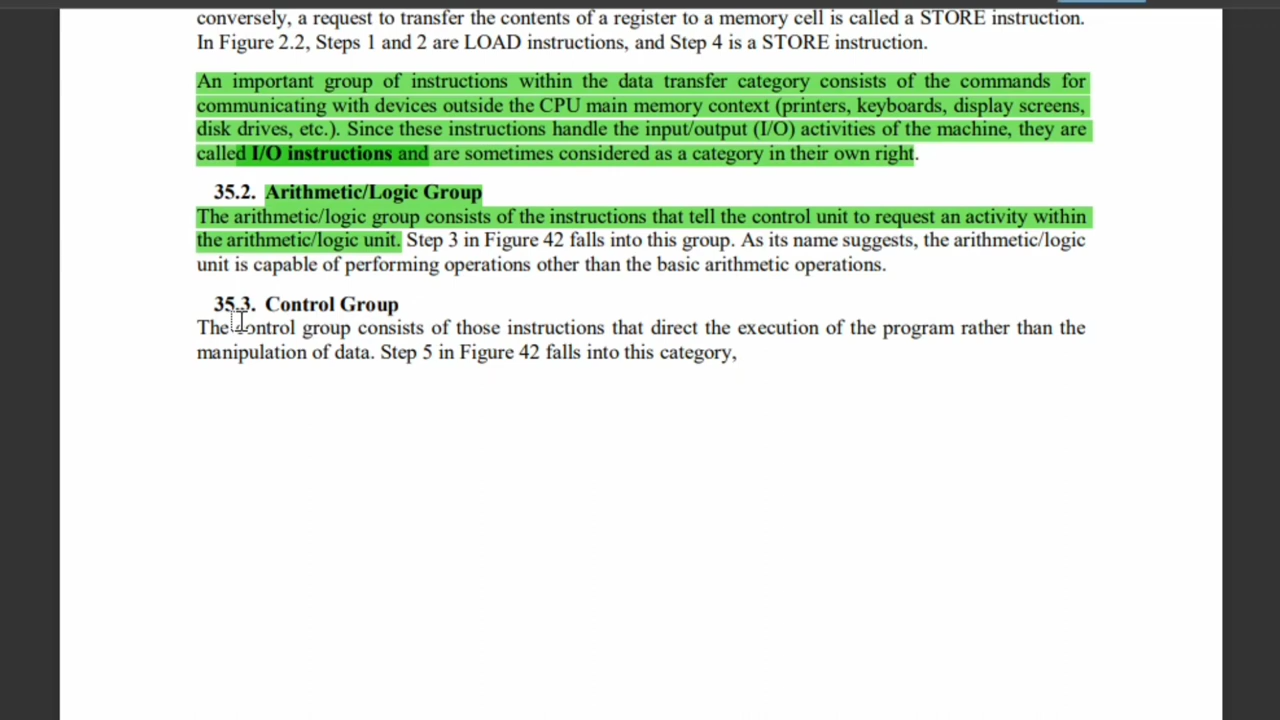 conversely, a request to transfer the contents of a register to a memory cell is called a STORE instruction.
In Figure 2.2, Steps 1 and 2 are LOAD instructions, and Step 4 is a STORE instruction.
An important group of instructions within the data transfer category consists of the commands for
communicating with devices outside the CPU main memory context (printers, keyboards, display screens,
disk drives, etc.). Since these instructions handle the input/output (I/O) activities of the machine, they are
called I/O instructions and are sometimes considered as a category in their own right.
35.2. Arithmetic/Logic Group
The arithmetic/logic group consists of the instructions that tell the control unit to request an activity within
the arithmetic/logic unit. Step 3 in Figure 42 falls into this group. As its name suggests, the arithmetic/logic
unit is capable of performing operations other than the basic arithmetic operations.
35.3. Control Group
The control group consists of those instructions that direct the execution of the program rather than the
manipulation of data. Step 5 in Figure 42 falls into this category,